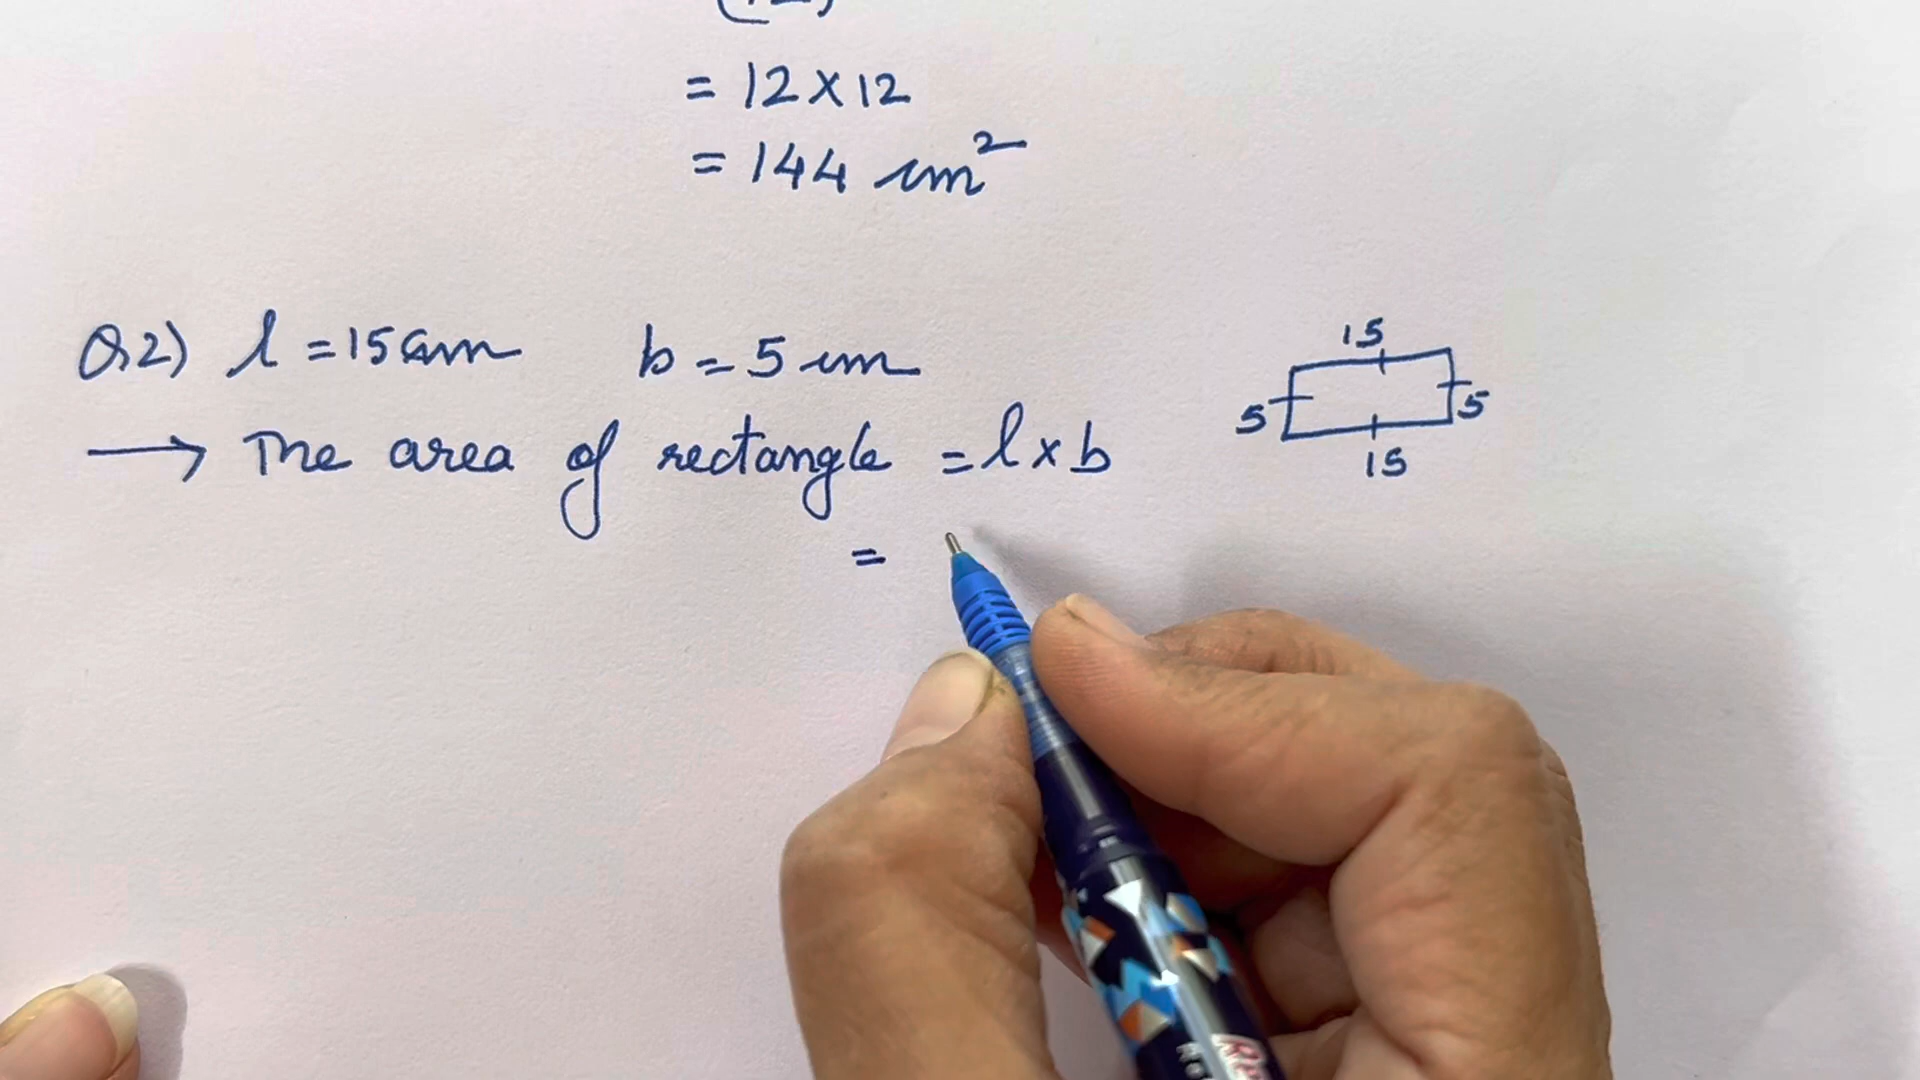 = 12 x 12
= 144 cm²
Q.2) l = 15 cm b = 5 cm
→ The area of rectangle = l x b
=
15
5
5
15